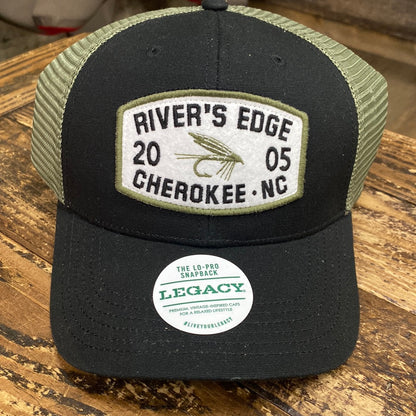 RIVER'S EDGE
20 05
CHEROKEE · NC
THE LO-PRO
SNAPBACK
LEGACY®
PREMIUM, VINTAGE-INSPIRED CAPS
FOR A RELAXED LIFESTYLE
#LIVEYOURLEGACY